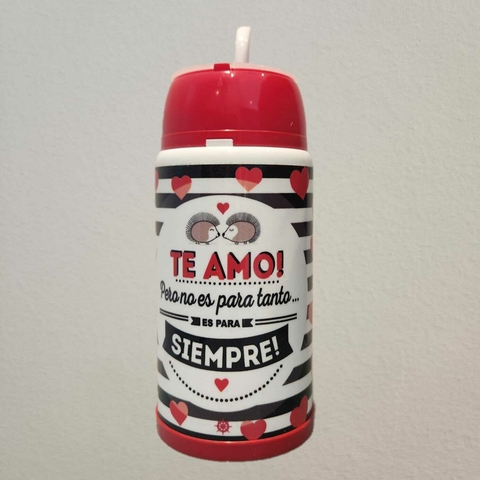 TE AMO!
Pero no es para tanto...
ES PARA
SIEMPRE!